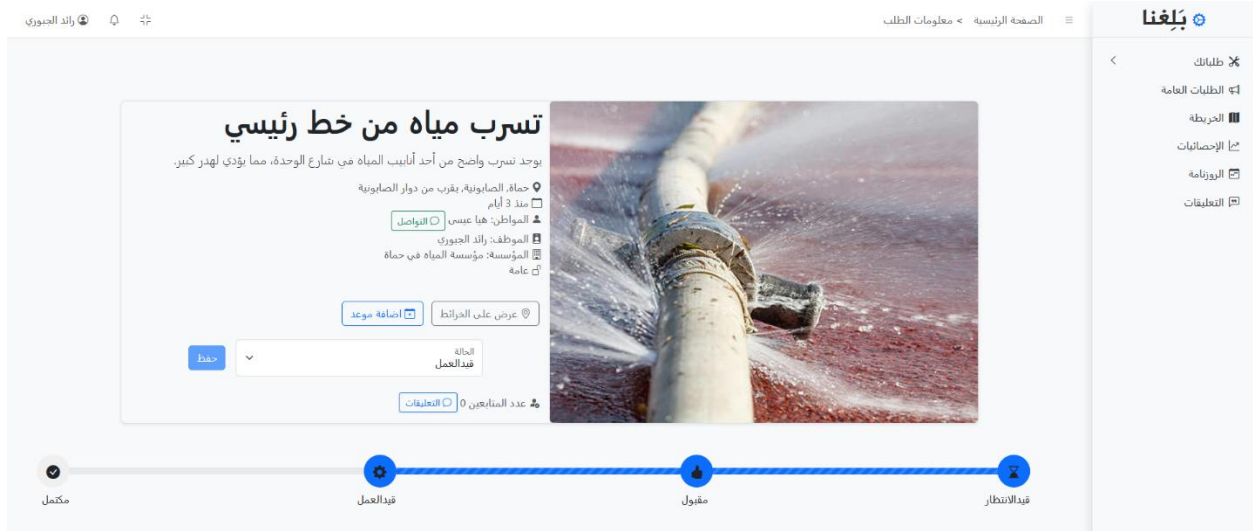 بَلِغنا
طلباتك
الطلبات العامة
الخريطة
الإحصائيات
الروزنامة
التعليقات
الصفحة الرئيسية > معلومات الطلب
رائد الجبوري
تسرب مياه من خط رئيسي
يوجد تسرب واضح من أحد أنابيب المياه في شارع الوحدة، مما يؤدي لهدر كبير.
حماة, الصابونية, يقرب من دوار الصابونية
منذ 3 أيام
المواطن: هيا عيسى التواصل
الموظف: رائد الجبوري
المؤسسة: مؤسسة المياه في حماة
عامة
عرض على الخرائط اضافة موعد
الحالة
قيدالعمل
حفظ
عدد المتابعين 0 التعليقات
قيدالانتظار مقبول قيدالعمل مكتمل